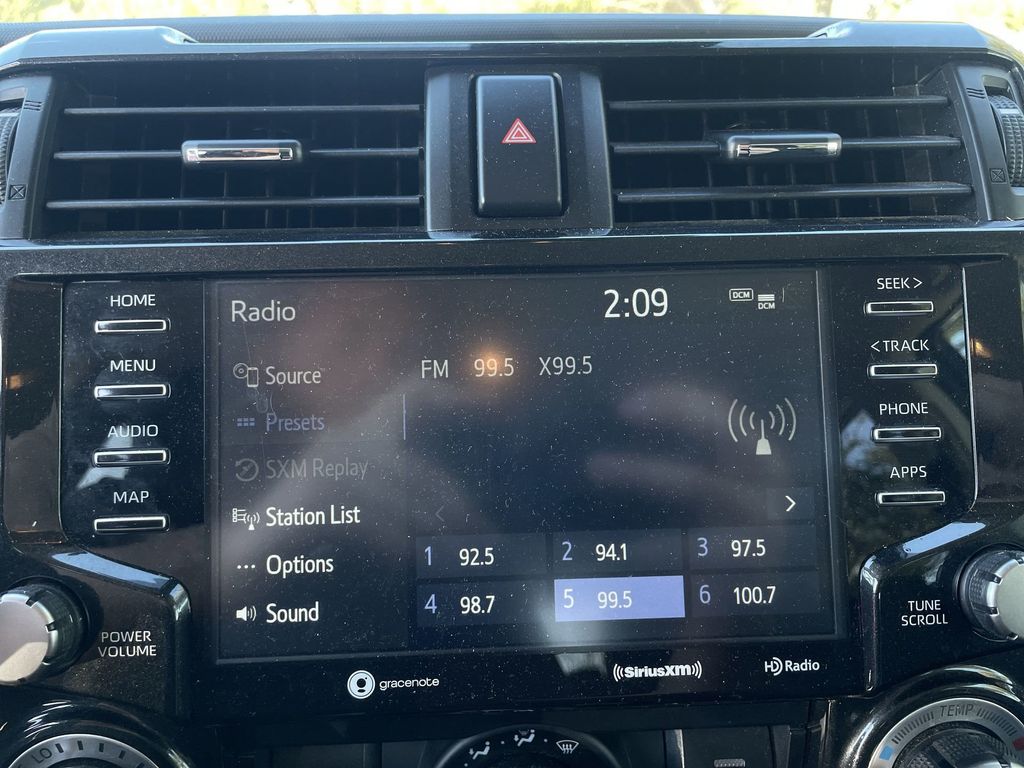 HOME
MENU
AUDIO
MAP
POWER
VOLUME
Radio
2:09
DCM
DCM
Source
Presets
SXM Replay
Station List
Options
Sound
FM 99.5 X99.5
1 92.5 2 94.1 3 97.5
4 98.7 5 99.5 6 100.7
gracenote
SiriusXM
HD Radio
SEEK >
< TRACK
PHONE
APPS
TUNE
SCROLL
LO
TEMP